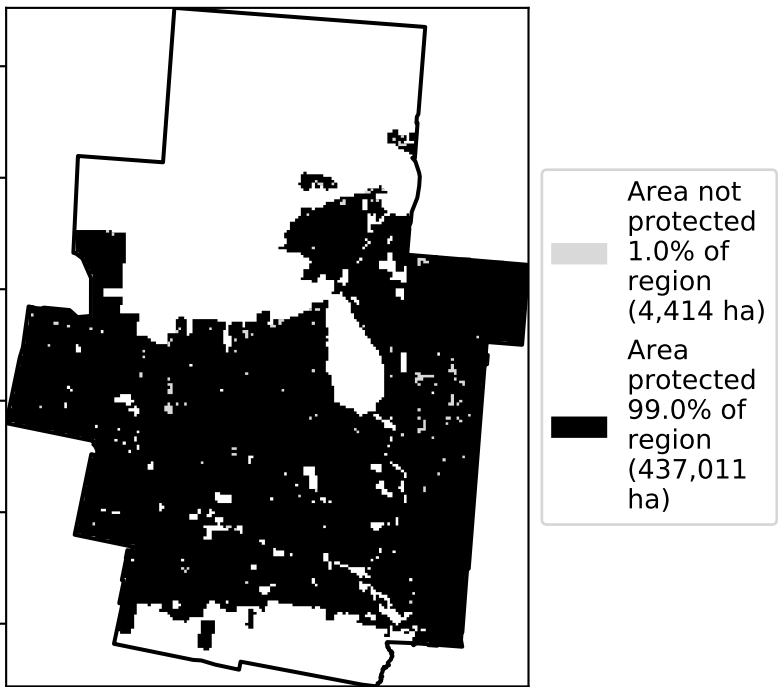 Area not
protected
1.0% of
region
(4,414 ha)
Area
protected
99.0% of
region
(437,011
ha)